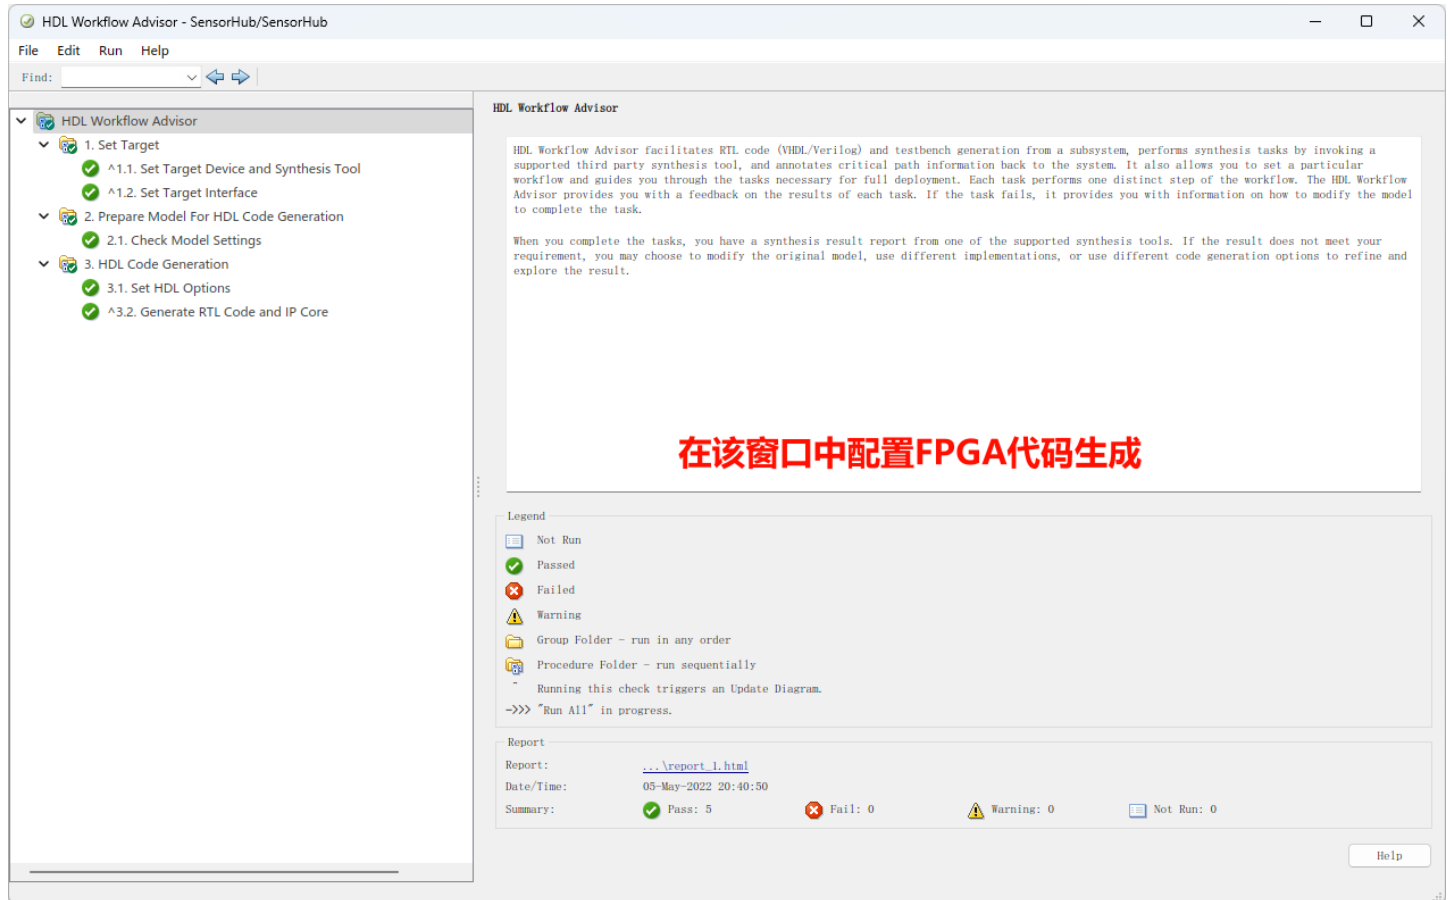 HDL Workflow Advisor - SensorHub/SensorHub
File Edit Run Help
Find:
HDL Workflow Advisor
1. Set Target
^1.1. Set Target Device and Synthesis Tool
^1.2. Set Target Interface
2. Prepare Model For HDL Code Generation
2.1. Check Model Settings
3. HDL Code Generation
3.1. Set HDL Options
^3.2. Generate RTL Code and IP Core
HDL Workflow Advisor
HDL Workflow Advisor facilitates RTL code (VHDL/Verilog) and testbench generation from a subsystem, performs synthesis tasks by invoking a
supported third party synthesis tool, and annotates critical path information back to the system. It also allows you to set a particular
workflow and guides you through the tasks necessary for full deployment. Each task performs one distinct step of the workflow. The HDL Workflow
Advisor provides you with a feedback on the results of each task. If the task fails, it provides you with information on how to modify the model
to complete the task.
When you complete the tasks, you have a synthesis result report from one of the supported synthesis tools. If the result does not meet your
requirement, you may choose to modify the original model, use different implementations, or use different code generation options to refine and
explore the result.
在该窗口中配置FPGA代码生成
Legend
Not Run
Passed
Failed
Warning
Group Folder - run in any order
Procedure Folder - run sequentially
Running this check triggers an Update Diagram.
->>> "Run All" in progress.
Report
Report: ...\report_1.html
Date/Time: 05-May-2022 20:40:50
Summary: Pass: 5 Fail: 0 Warning: 0 Not Run: 0
Help